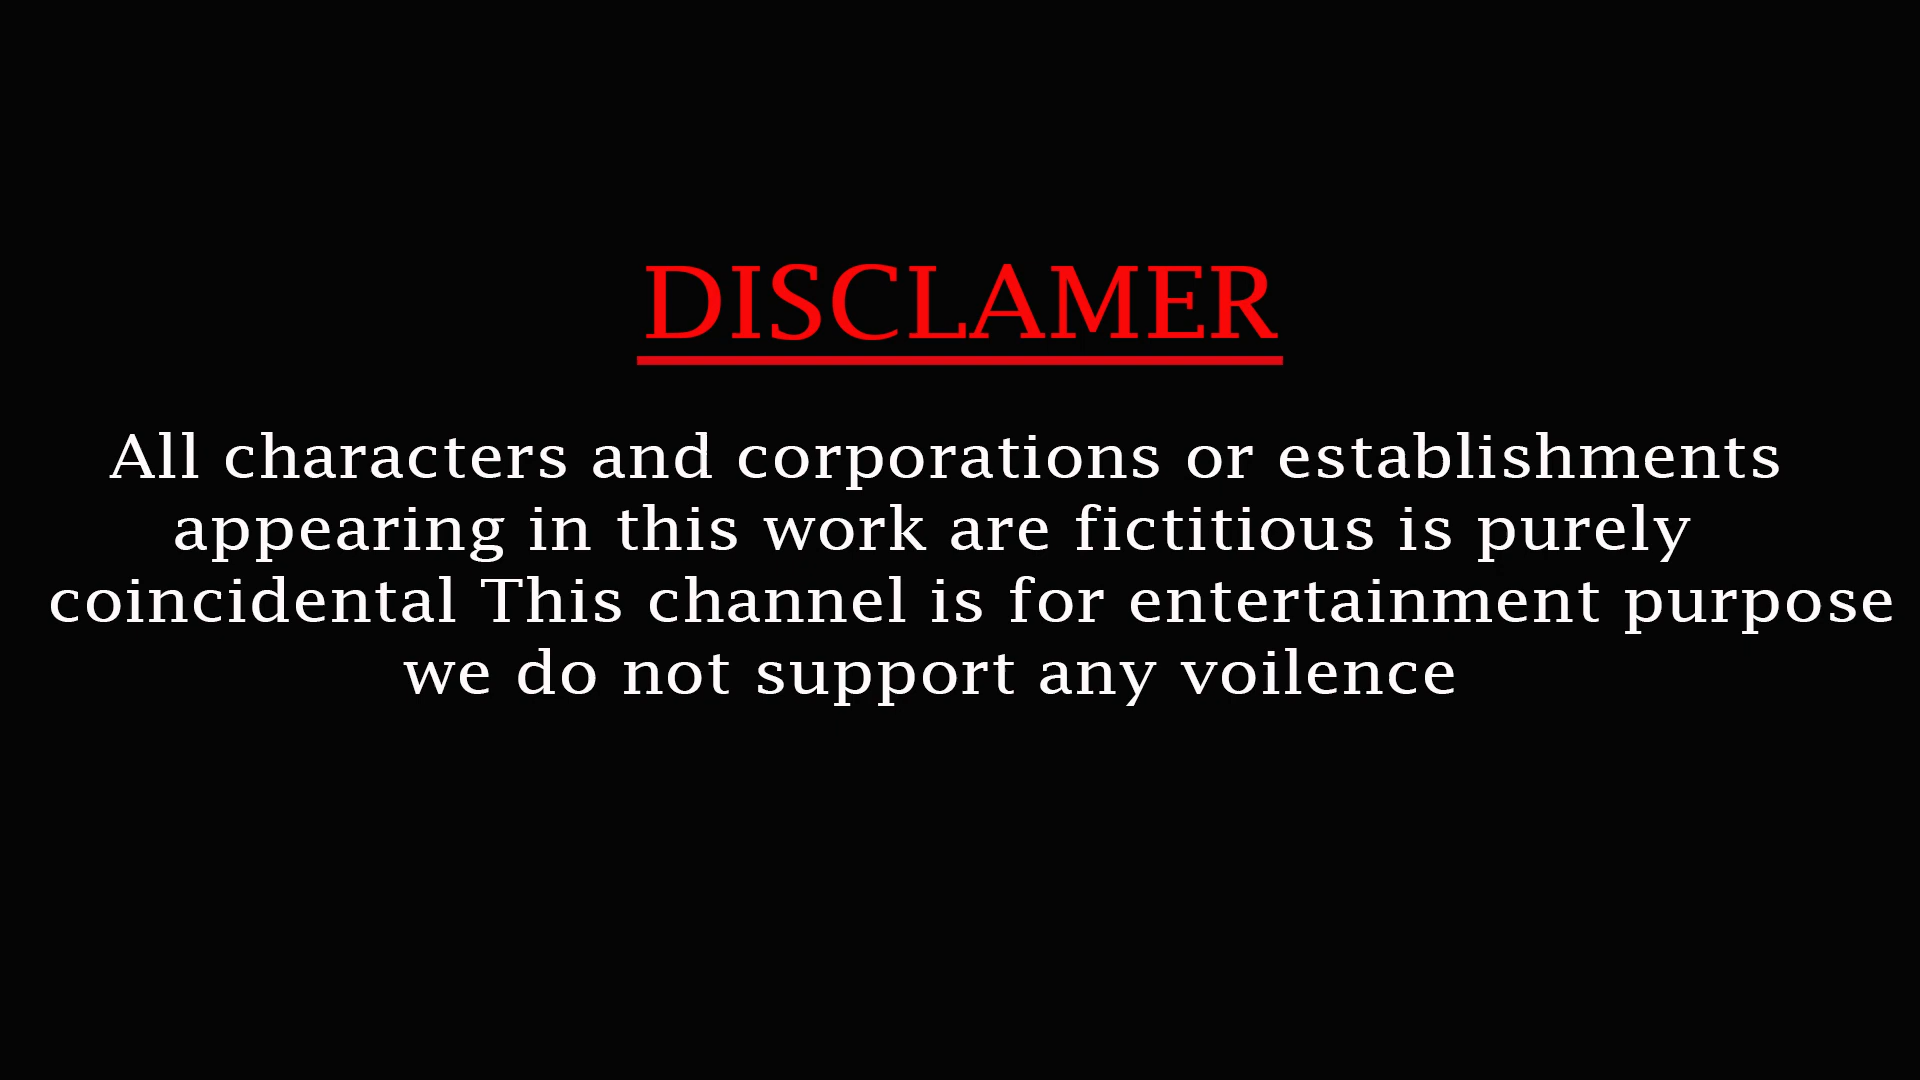 DISCLAMER
All characters and corporations or establishments
appearing in this work are fictitious is purely
coincidental This channel is for entertainment purpose
we do not support any voilence